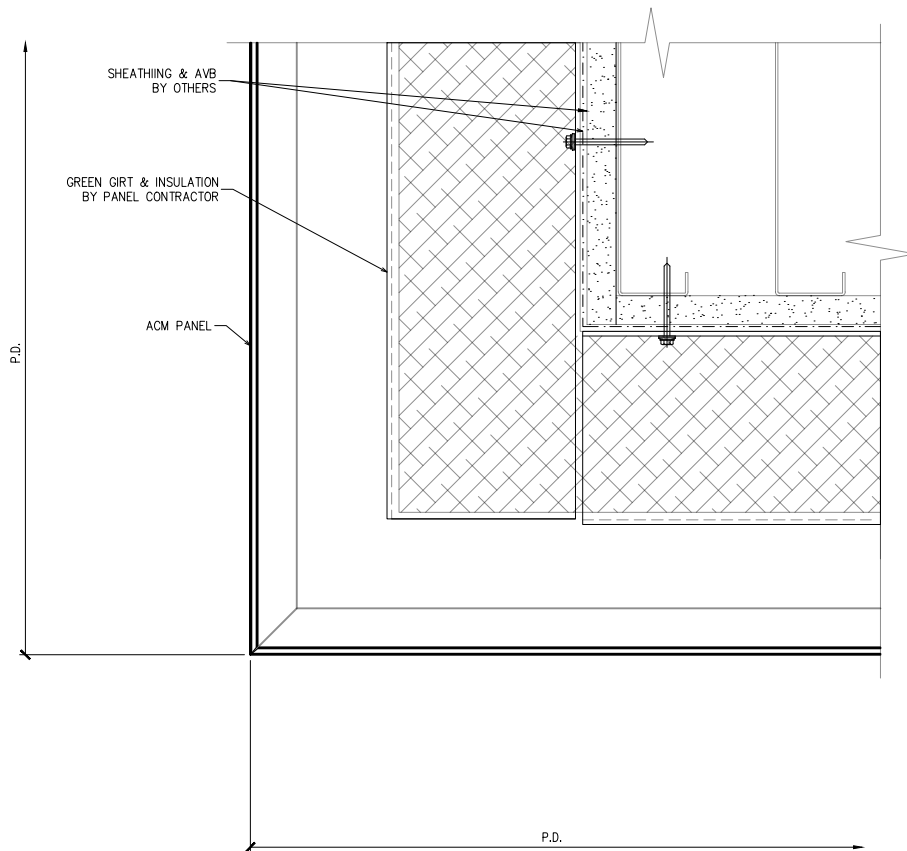 SHEATHIING & AVB
BY OTHERS
GREEN GIRT & INSULATION
BY PANEL CONTRACTOR
ACM PANEL
P.D.
P.D.